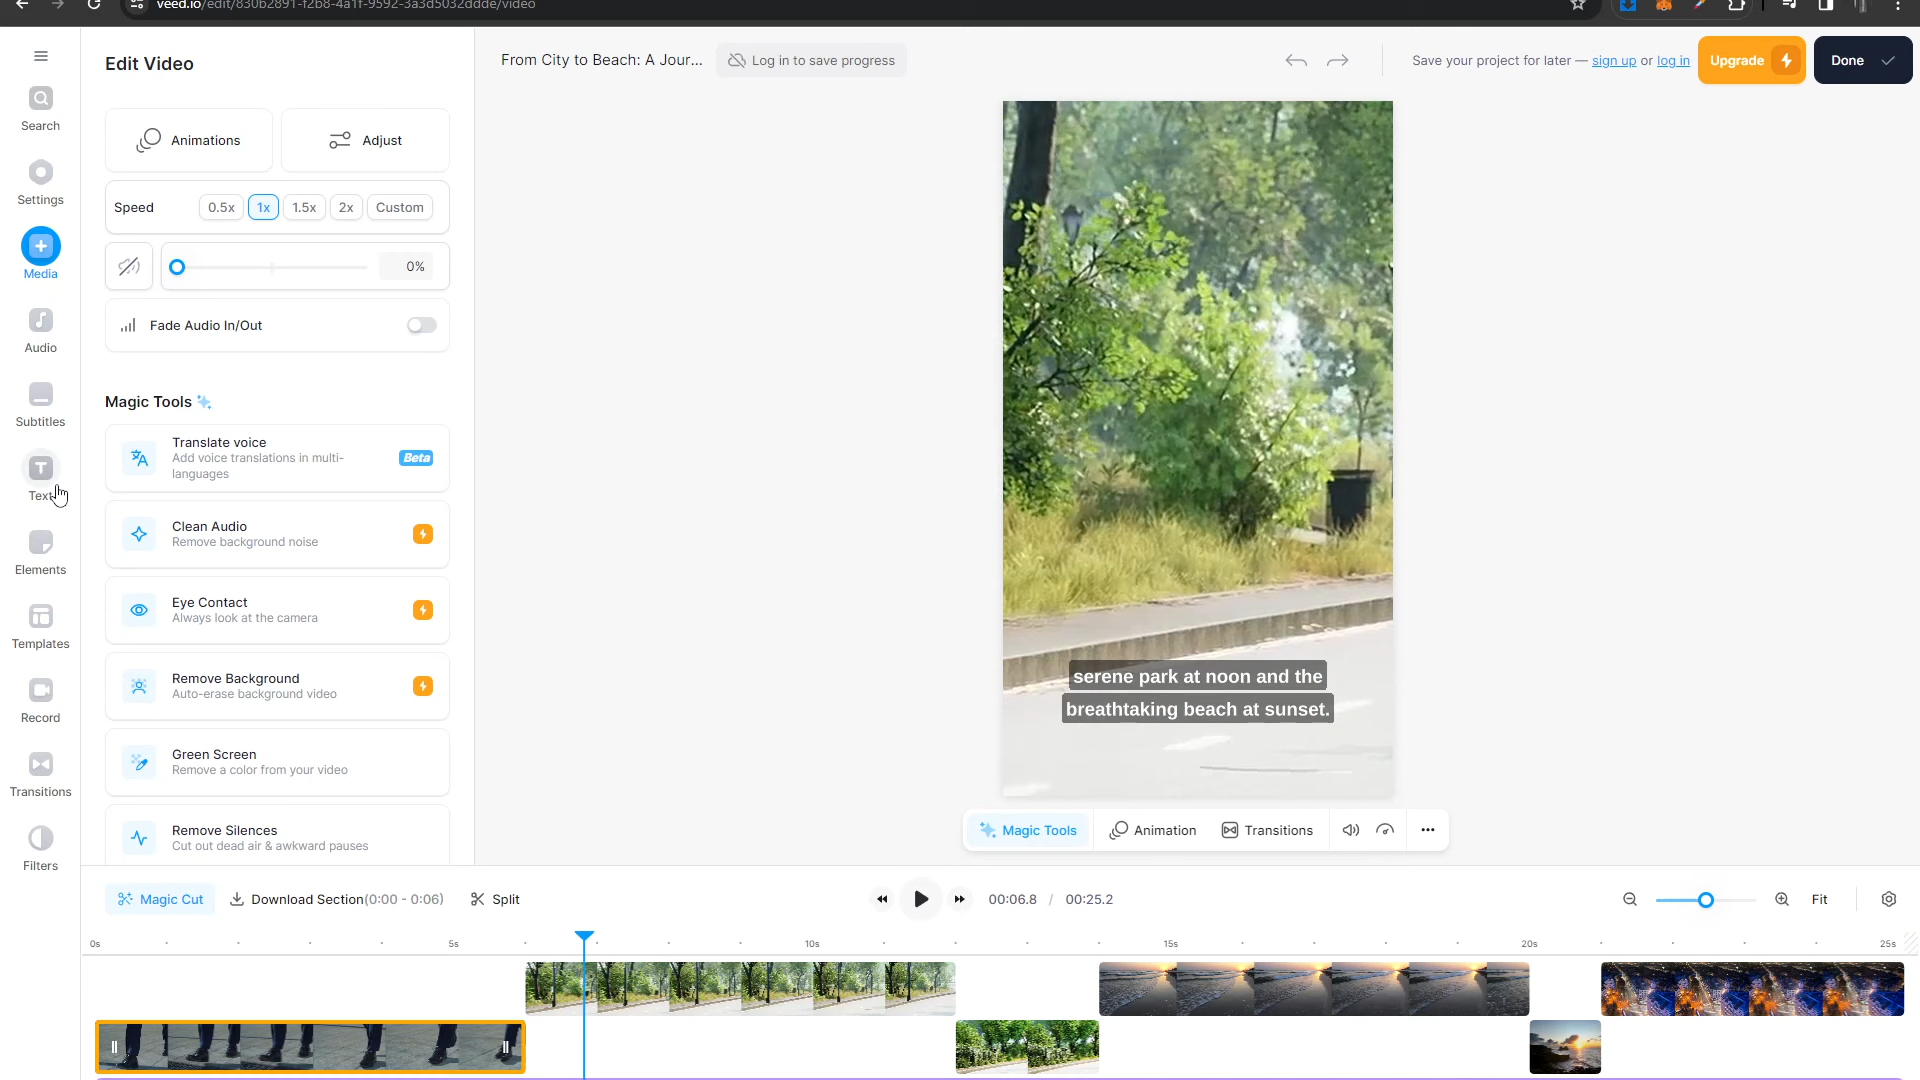 veed.io/edit/830b2891-f2b8-4a1f-9592-3a3d5032ddde/video
Search
Settings
Media
Audio
Subtitles
Text
Elements
Templates
Record
Transitions
Filters
Edit Video
Animations
Adjust
Speed
0.5x
1x
1.5x
2x
Custom
0%
Fade Audio In/Out
Magic Tools
Translate voice
Add voice translations in multi-
languages
Beta
Clean Audio
Remove background noise
Eye Contact
Always look at the camera
Remove Background
Auto-erase background video
Green Screen
Remove a color from your video
Remove Silences
Cut out dead air & awkward pauses
From City to Beach: A Jour...
Log in to save progress
Save your project for later — sign up or log in
Upgrade
Done
serene park at noon and the
breathtaking beach at sunset.
Magic Tools
Animation
Transitions
Magic Cut
Download Section(0:00 - 0:06)
Split
00:06.8 / 00:25.2
Fit
0s
5s
10s
15s
20s
25s